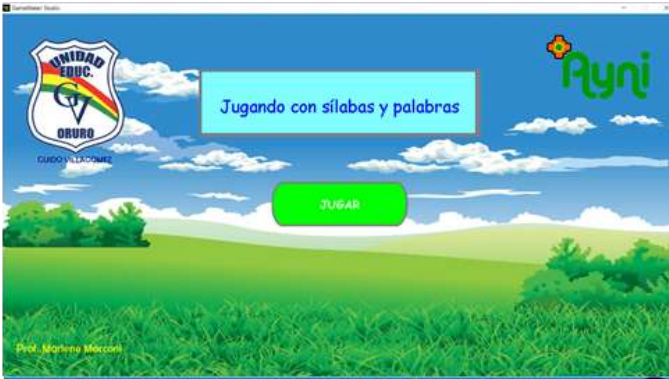 GameMaker Studio
UNIDAD
EDUC.
GV
ORURO
GUIDO VILLAGOMEZ
Ayni
Jugando con sílabas y palabras
JUGAR
Prof. Marlene Marconi